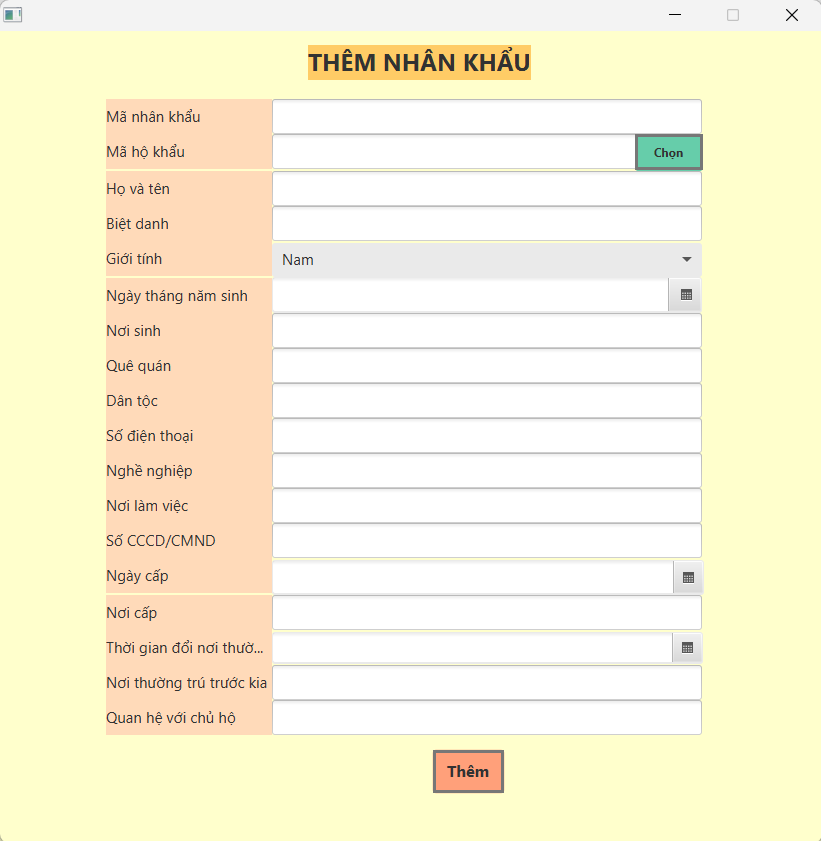 THÊM NHÂN KHẨU
Mã nhân khẩu
Mã hộ khẩu
Chọn
Họ và tên
Biệt danh
Giới tính
Nam
Ngày tháng năm sinh
Nơi sinh
Quê quán
Dân tộc
Số điện thoại
Nghề nghiệp
Nơi làm việc
Số CCCD/CMND
Ngày cấp
Nơi cấp
Thời gian đổi nơi thườ...
Nơi thường trú trước kia
Quan hệ với chủ hộ
Thêm